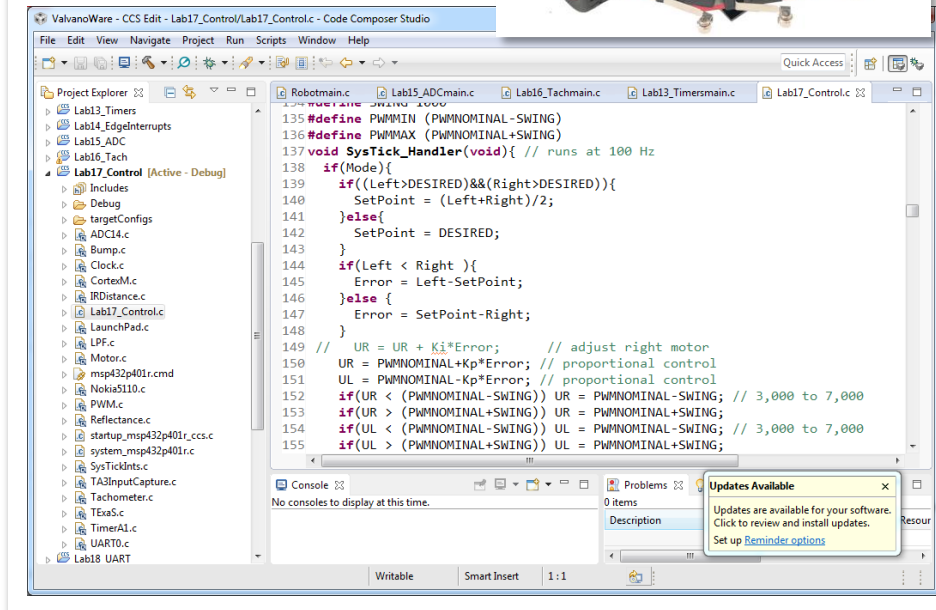 ValvanoWare - CCS Edit - Lab17_Control/Lab17_Control.c - Code Composer Studio
File Edit View Navigate Project Run Scripts Window Help
Quick Access
Project Explorer
Lab13_Timers
Lab14_EdgeInterrupts
Lab15_ADC
Lab16_Tach
Lab17_Control [Active - Debug]
Includes
Debug
targetConfigs
ADC14.c
Bump.c
Clock.c
CortexM.c
IRDistance.c
Lab17_Control.c
LaunchPad.c
LPF.c
Motor.c
msp432p401r.cmd
Nokia5110.c
PWM.c
Reflectance.c
startup_msp432p401r_ccs.c
system_msp432p401r.c
SysTickInts.c
TA3InputCapture.c
Tachometer.c
TExaS.c
TimerA1.c
UART0.c
Lab18_UART
Robotmain.c Lab15_ADCmain.c Lab16_Tachmain.c Lab13_Timersmain.c Lab17_Control.c
134 #define SWING 1000
135 #define PWMMIN (PWMNOMINAL-SWING)
136 #define PWMMAX (PWMNOMINAL+SWING)
137 void SysTick_Handler(void){ // runs at 100 Hz
138 if(Mode){
139 if((Left>DESIRED)&&(Right>DESIRED)){
140 SetPoint = (Left+Right)/2;
141 }else{
142 SetPoint = DESIRED;
143 }
144 if(Left < Right ){
145 Error = Left-SetPoint;
146 }else {
147 Error = SetPoint-Right;
148 }
149 // UR = UR + Ki*Error; // adjust right motor
150 UR = PWMNOMINAL+Kp*Error; // proportional control
151 UL = PWMNOMINAL-Kp*Error; // proportional control
152 if(UR < (PWMNOMINAL-SWING)) UR = PWMNOMINAL-SWING; // 3,000 to 7,000
153 if(UR > (PWMNOMINAL+SWING)) UR = PWMNOMINAL+SWING;
154 if(UL < (PWMNOMINAL-SWING)) UL = PWMNOMINAL-SWING; // 3,000 to 7,000
155 if(UL > (PWMNOMINAL+SWING)) UL = PWMNOMINAL+SWING;
Console
No consoles to display at this time.
Problems
0 items
Description
Resour
Updates Available
Updates are available for your software.
Click to review and install updates.
Set up Reminder options
Writable Smart Insert 1:1